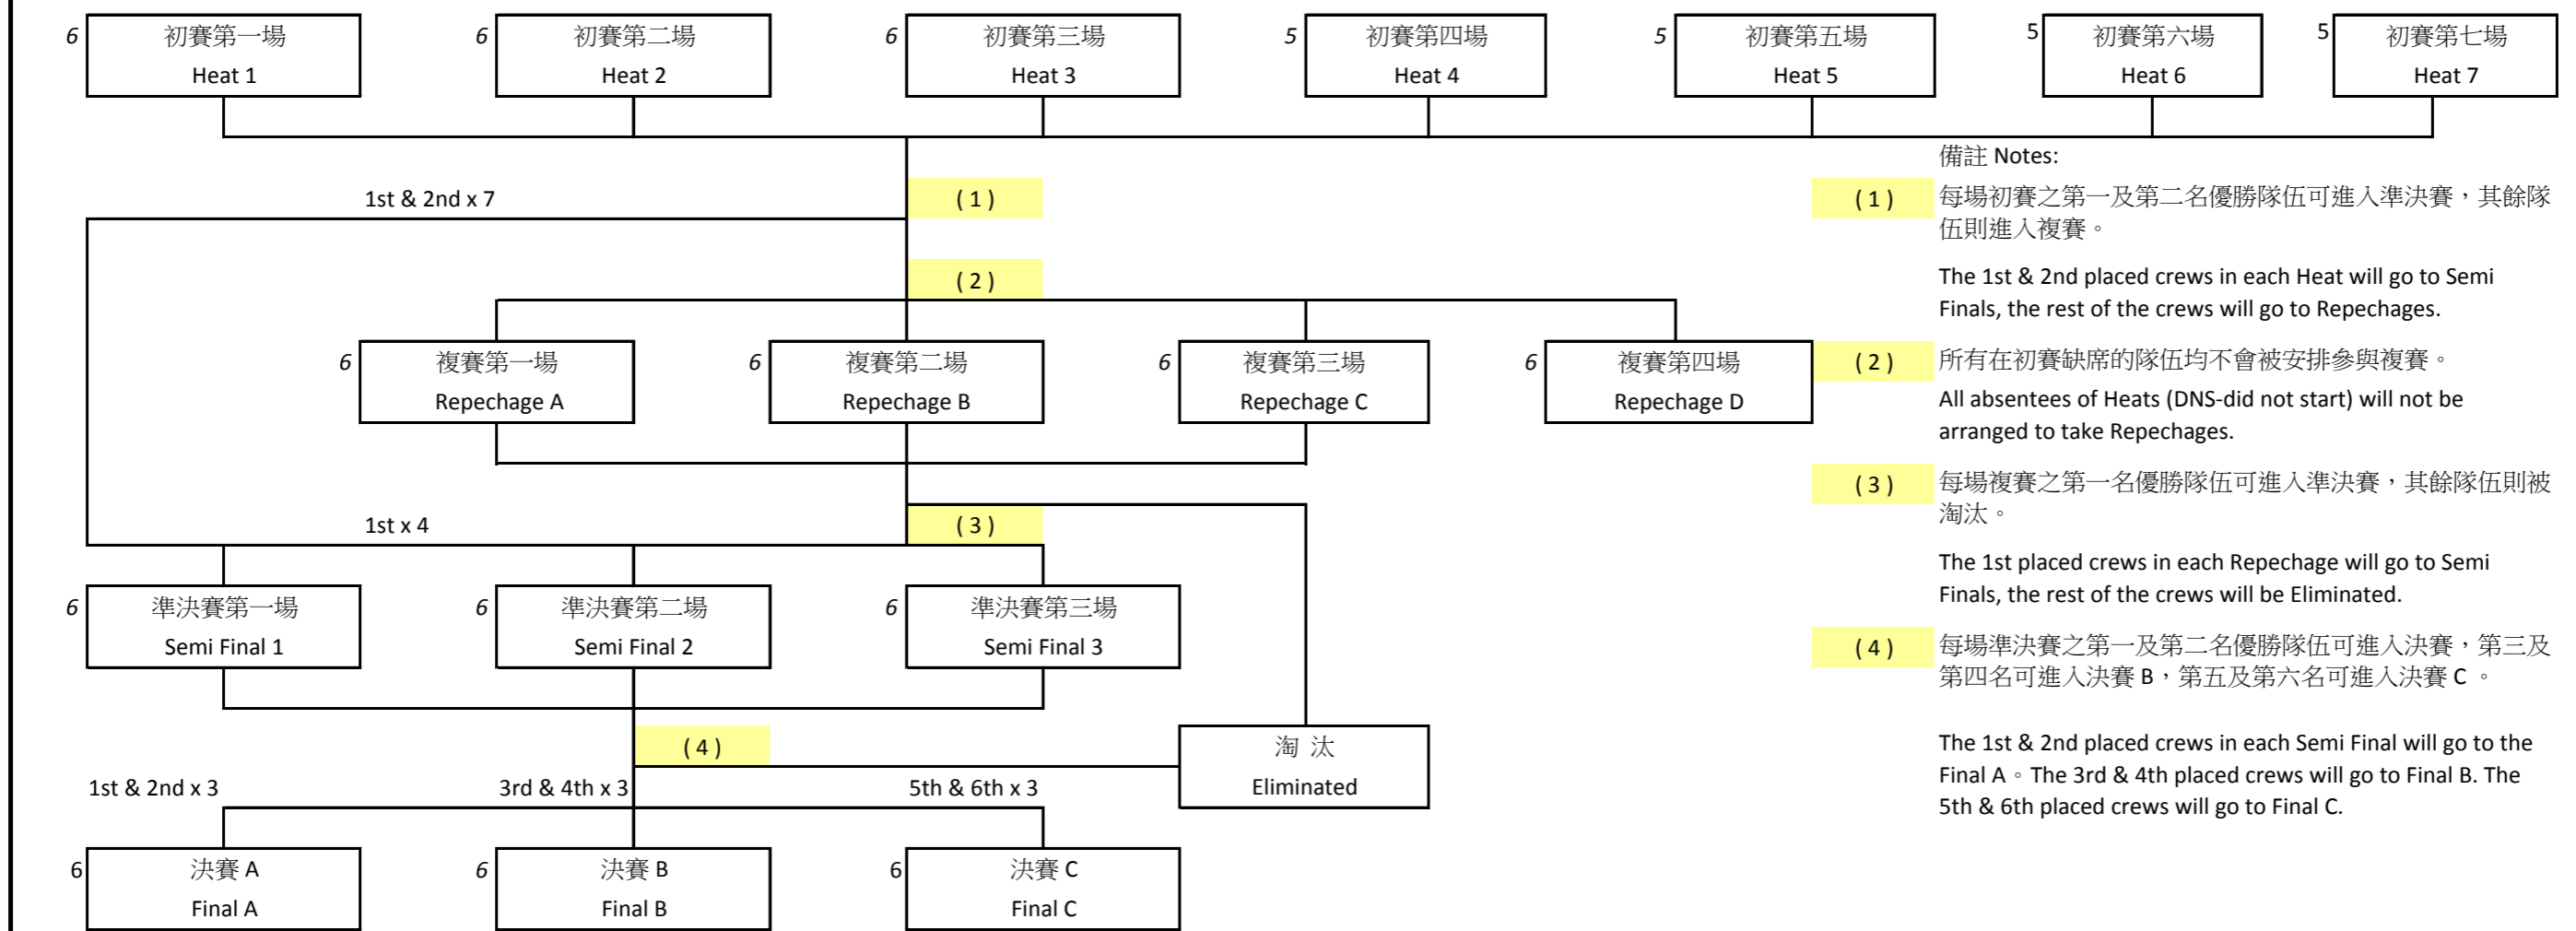 6 初賽第一場 6 初賽第二場 6 初賽第三場 5 初賽第四場 5 初賽第五場 5 初賽第六場 5 初賽第七場
Heat 1 Heat 2 Heat 3 Heat 4 Heat 5 Heat 6 Heat 7
1st & 2nd x 7 ( 1 )
( 2 )
6 複賽第一場 6 複賽第二場 6 複賽第三場 6 複賽第四場
Repechage A Repechage B Repechage C Repechage D
1st x 4 ( 3 )
6 準決賽第一場 6 準決賽第二場 6 準決賽第三場
Semi Final 1 Semi Final 2 Semi Final 3
( 4 ) 淘 汰
Eliminated
1st & 2nd x 3 3rd & 4th x 3 5th & 6th x 3
6 決賽 A 6 決賽 B 6 決賽 C
Final A Final B Final C
備註 Notes:
( 1 ) 每場初賽之第一及第二名優勝隊伍可進入準決賽，其餘隊
伍則進入複賽。
The 1st & 2nd placed crews in each Heat will go to Semi
Finals, the rest of the crews will go to Repechages.
( 2 ) 所有在初賽缺席的隊伍均不會被安排參與複賽。
All absentees of Heats (DNS-did not start) will not be
arranged to take Repechages.
( 3 ) 每場複賽之第一名優勝隊伍可進入準決賽，其餘隊伍則被
淘汰。
The 1st placed crews in each Repechage will go to Semi
Finals, the rest of the crews will be Eliminated.
( 4 ) 每場準決賽之第一及第二名優勝隊伍可進入決賽，第三及
第四名可進入決賽 B，第五及第六名可進入決賽 C 。
The 1st & 2nd placed crews in each Semi Final will go to the
Final A。The 3rd & 4th placed crews will go to Final B. The
5th & 6th placed crews will go to Final C.